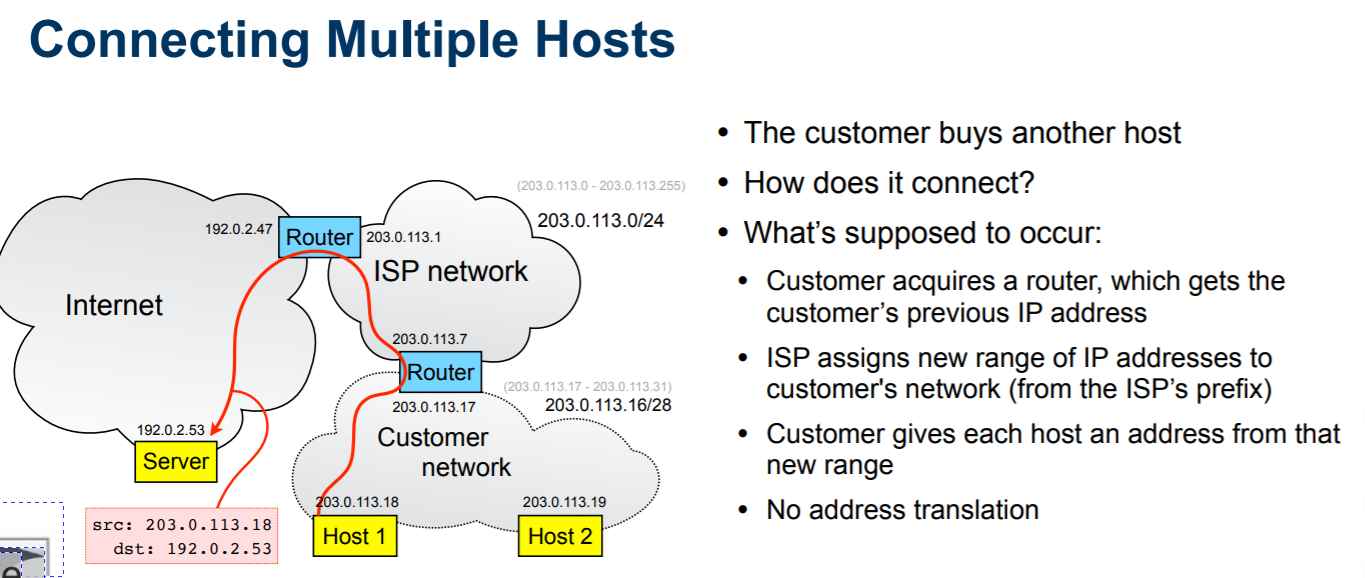 Connecting Multiple Hosts
(203.0.113.0 - 203.0.113.255)
203.0.113.0/24
192.0.2.47
Router
203.0.113.1
ISP network
Internet
203.0.113.7
Router
(203.0.113.17 - 203.0.113.31)
203.0.113.16/28
203.0.113.17
192.0.2.53
Server
Customer
network
203.0.113.18
Host 1
203.0.113.19
Host 2
src: 203.0.113.18
dst: 192.0.2.53
• The customer buys another host
• How does it connect?
• What's supposed to occur:
• Customer acquires a router, which gets the
customer's previous IP address
• ISP assigns new range of IP addresses to
customer's network (from the ISP's prefix)
• Customer gives each host an address from that
new range
• No address translation